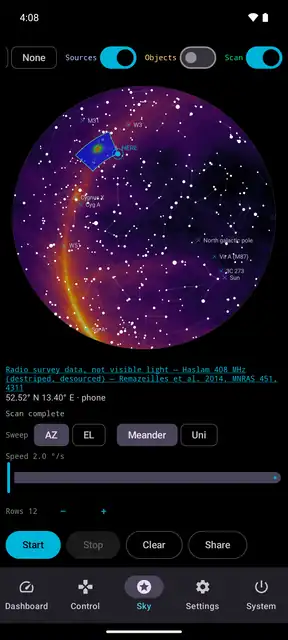 4:08
None
Sources
Objects
Scan
M31
W3
HERE
Cygnus X
Cyg A
North galactic pole
Vir A (M87)
3C 273
Sun
Radio survey data, not visible light — Haslam 408 MHz
(destriped, desourced) — Remazeilles et al. 2014, MNRAS 451,
4311
52.52° N 13.40° E · phone
Scan complete
Sweep
AZ
EL
Meander
Uni
Speed 2.0 °/s
Rows 12
−
+
Start
Stop
Clear
Share
Dashboard
Control
Sky
Settings
System